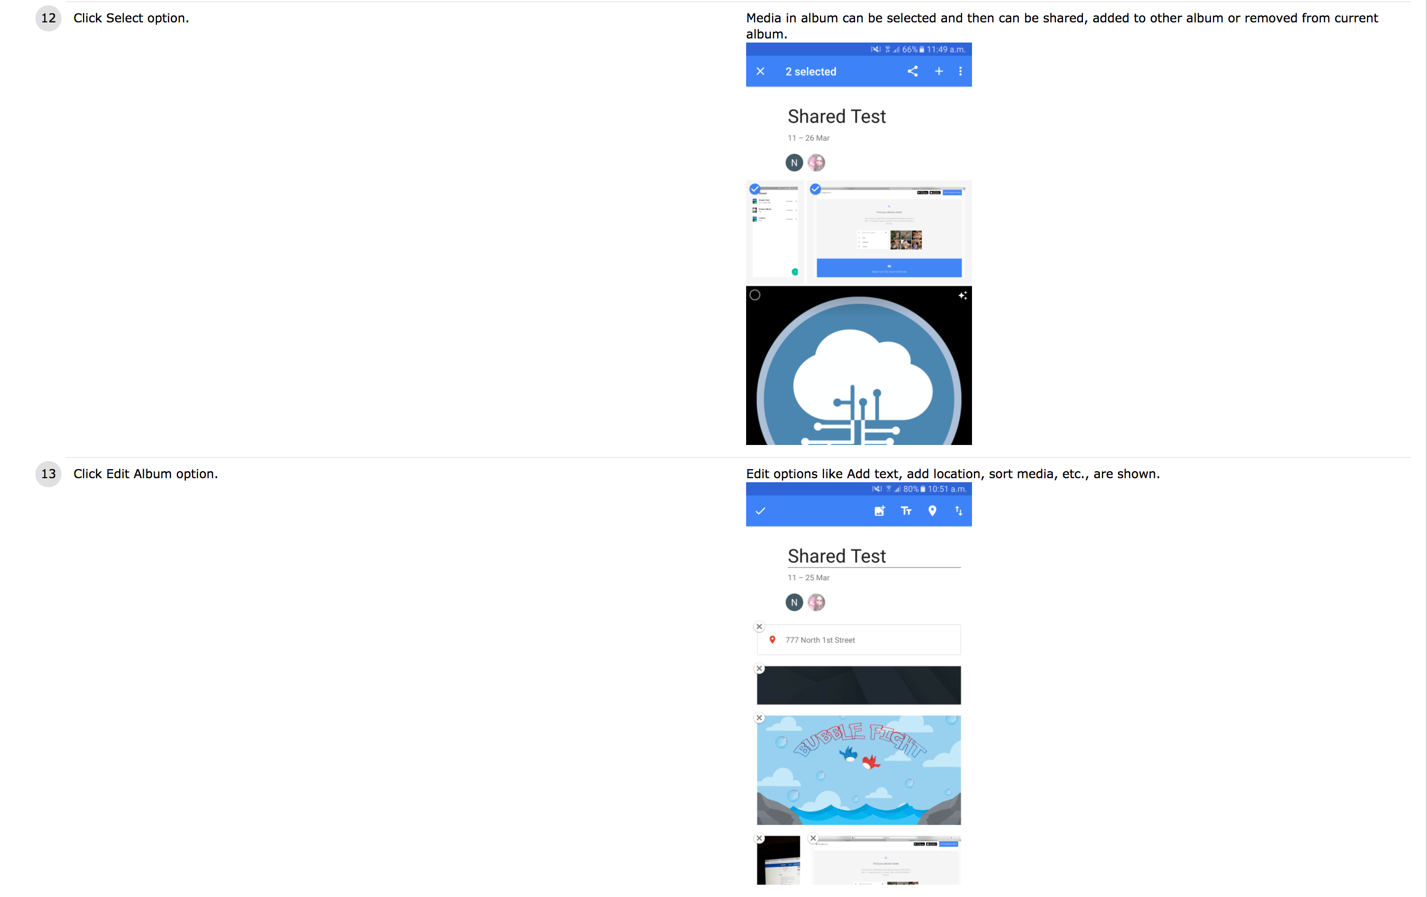 12
Click Select option.
Media in album can be selected and then can be shared, added to other album or removed from current
album.
66% 11:49 a.m.
2 selected
Shared Test
11 – 26 Mar
N
13
Click Edit Album option.
Edit options like Add text, add location, sort media, etc., are shown.
80% 10:51 a.m.
TT
Shared Test
11 – 25 Mar
N
777 North 1st Street
BUBBLE FIGHT